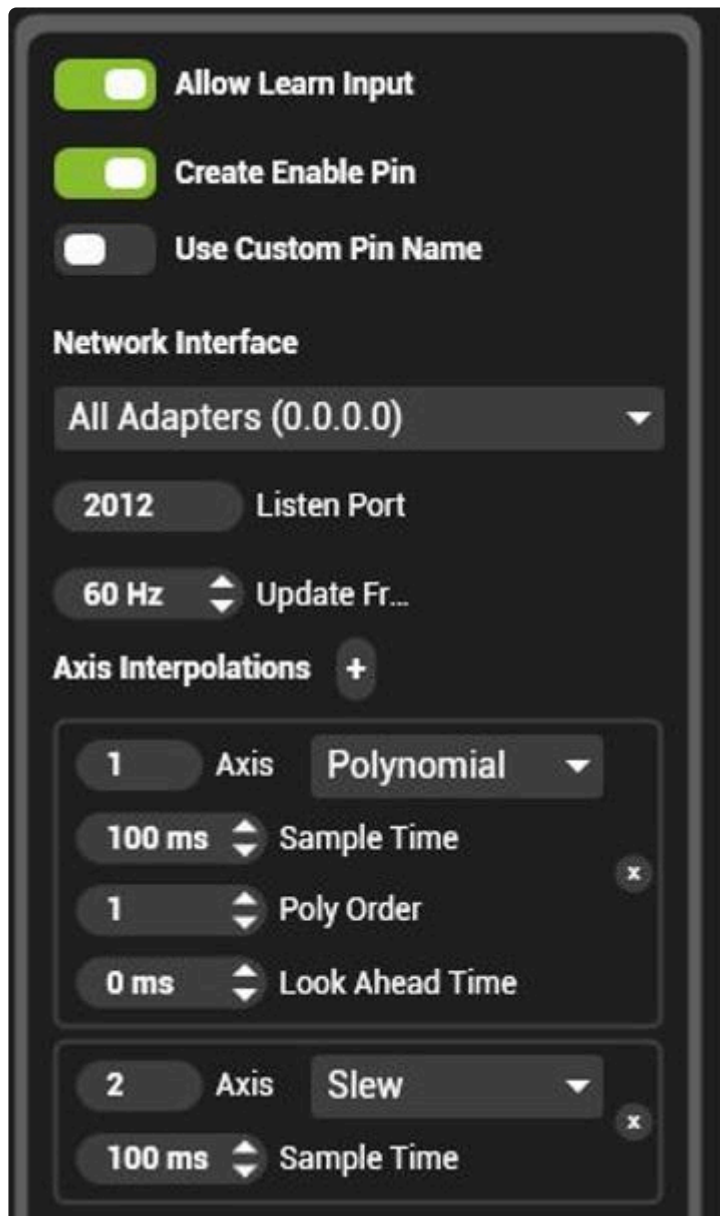 Allow Learn Input
Create Enable Pin
Use Custom Pin Name
Network Interface
All Adapters (0.0.0.0)
2012 Listen Port
60 Hz Update Fr...
Axis Interpolations +
1 Axis Polynomial
100 ms Sample Time
x
1 Poly Order
0 ms Look Ahead Time
2 Axis Slew
x
100 ms Sample Time